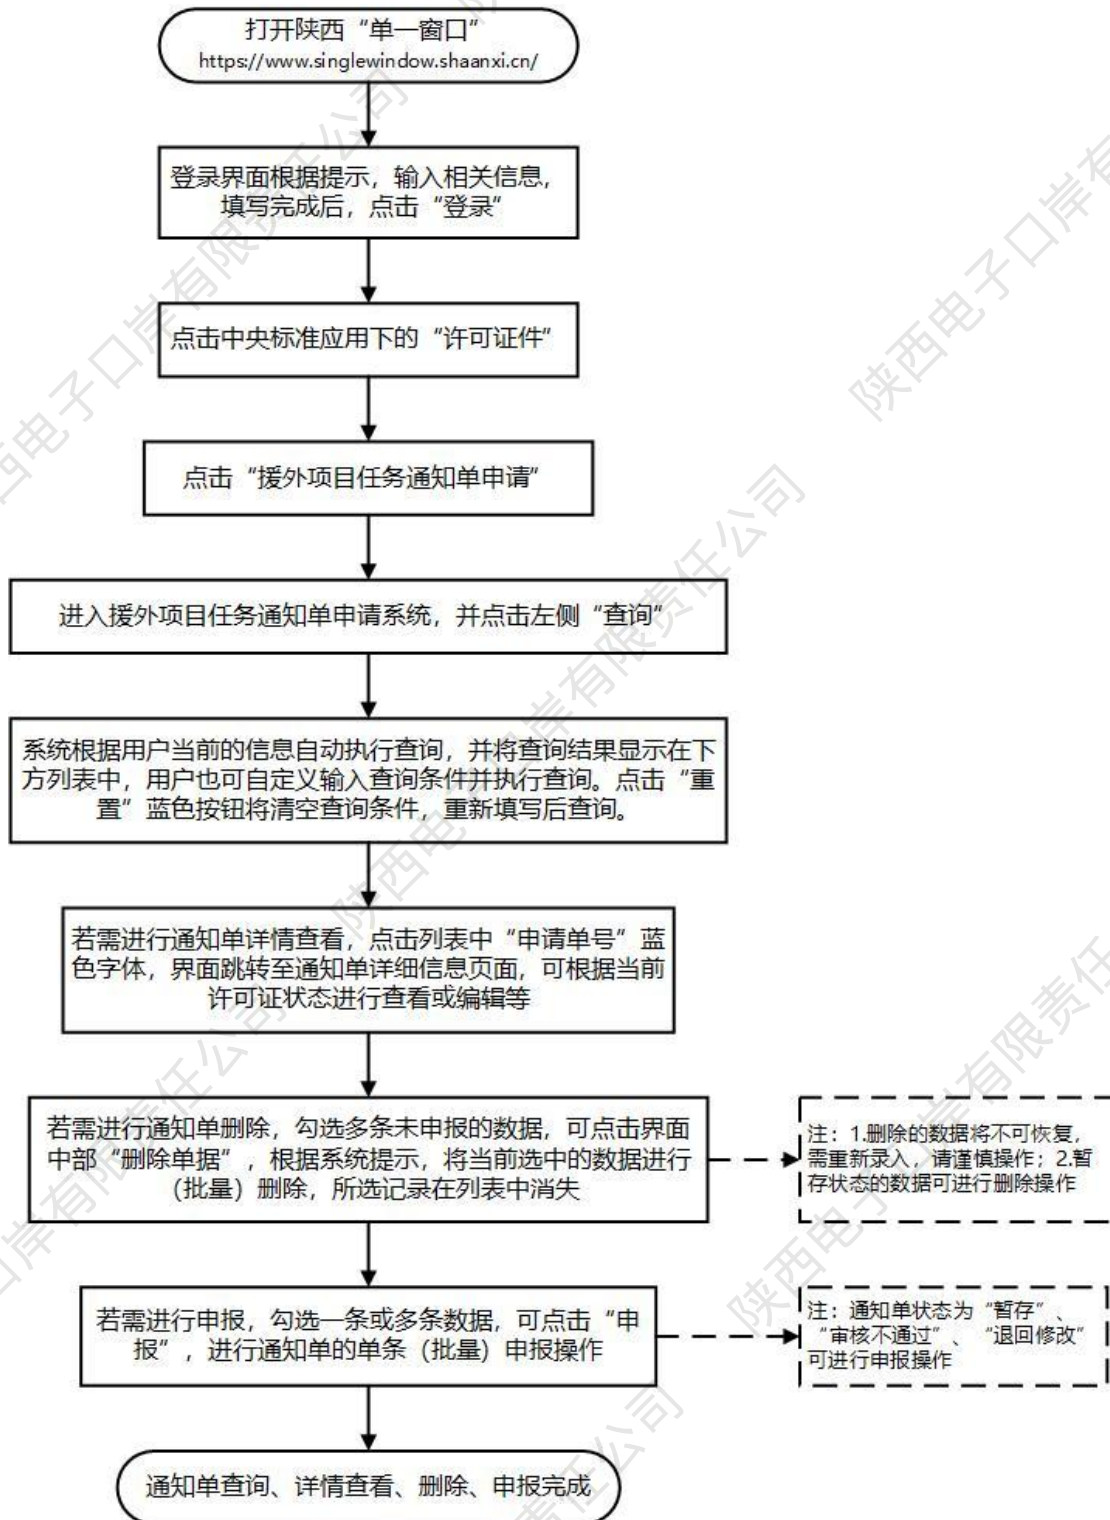 打开陕西“单一窗口”
https://www.singlewindow.shaanxi.cn/
登录界面根据提示，输入相关信息，
填写完成后，点击“登录”
点击中央标准应用下的“许可证件”
点击“援外项目任务通知单申请”
进入援外项目任务通知单申请系统，并点击左侧“查询”
系统根据用户当前的信息自动执行查询，并将查询结果显示在下
方列表中，用户也可自定义输入查询条件并执行查询。点击“重
置”蓝色按钮将清空查询条件，重新填写后查询。
若需进行通知单详情查看，点击列表中“申请单号”蓝
色字体，界面跳转至通知单详细信息页面，可根据当前
许可证状态进行查看或编辑等
若需进行通知单删除，勾选多条未申报的数据，可点击界面
中部“删除单据”，根据系统提示，将当前选中的数据进行
（批量）删除，所选记录在列表中消失
注：1.删除的数据将不可恢复，
需重新录入，请谨慎操作；2.暂
存状态的数据可进行删除操作
若需进行申报，勾选一条或多条数据，可点击“申
报”，进行通知单的单条（批量）申报操作
注：通知单状态为“暂存”、
“审核不通过”、“退回修改”
可进行申报操作
通知单查询、详情查看、删除、申报完成
陕西电子口岸有限责任公司